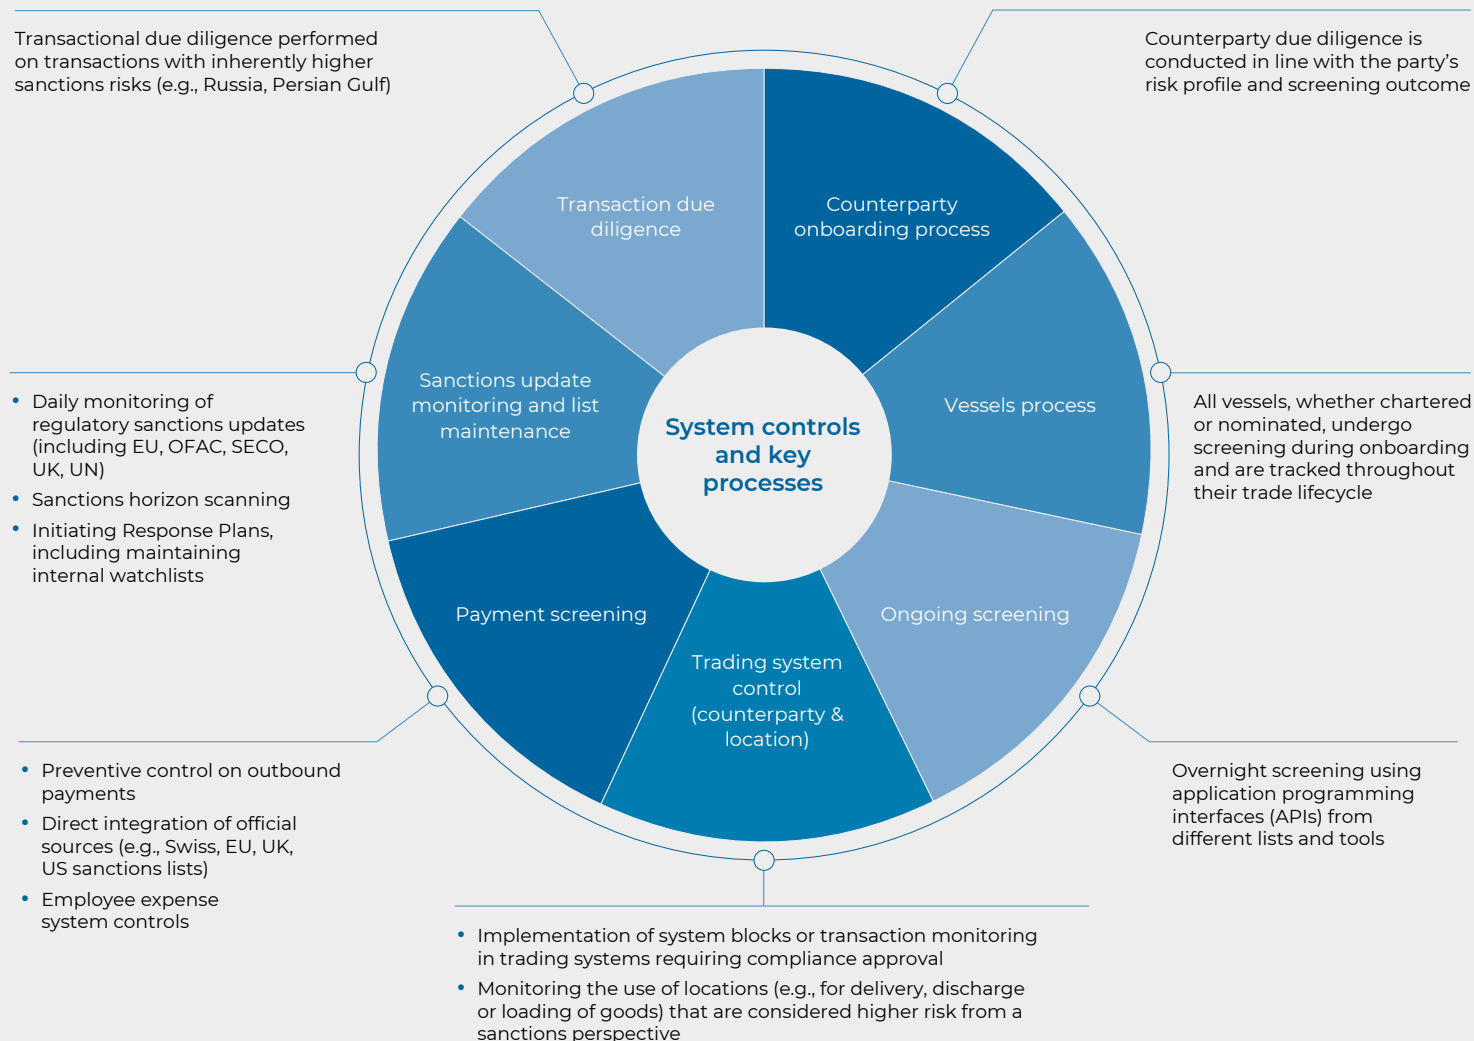 Transactional due diligence performed
on transactions with inherently higher
sanctions risks (e.g., Russia, Persian Gulf)
Counterparty due diligence is
conducted in line with the party’s
risk profile and screening outcome
Transaction due
diligence
Counterparty
onboarding process
Sanctions update
monitoring and list
maintenance
System controls
and key
processes
Vessels process
• Daily monitoring of
regulatory sanctions updates
(including EU, OFAC, SECO,
UK, UN)
• Sanctions horizon scanning
• Initiating Response Plans,
including maintaining
internal watchlists
All vessels, whether chartered
or nominated, undergo
screening during onboarding
and are tracked throughout
their trade lifecycle
Payment screening
Ongoing screening
Trading system
control
(counterparty &
location)
• Preventive control on outbound
payments
• Direct integration of official
sources (e.g., Swiss, EU, UK,
US sanctions lists)
• Employee expense
system controls
Overnight screening using
application programming
interfaces (APIs) from
different lists and tools
• Implementation of system blocks or transaction monitoring
in trading systems requiring compliance approval
• Monitoring the use of locations (e.g., for delivery, discharge
or loading of goods) that are considered higher risk from a
sanctions perspective